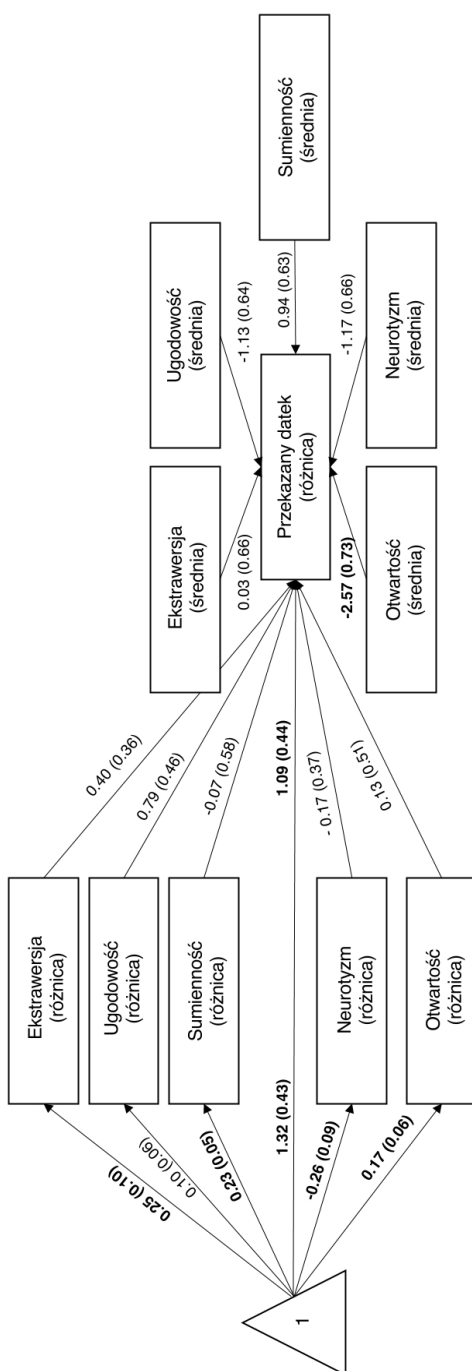 1
0.25 (0.10)
0.10 (0.06)
0.23 (0.05)
1.32 (0.43)
-0.26 (0.09)
0.17 (0.06)
Ekstrawersja
(różnica)
Ugodowość
(różnica)
Sumienność
(różnica)
Neurotyzm
(różnica)
Otwartość
(różnica)
0.40 (0.36)
0.79 (0.46)
-0.07 (0.58)
1.09 (0.44)
- 0.17 (0.37)
0.13 (0.51)
Ekstrawersja
(średnia)
Ugodowość
(średnia)
0.03 (0.66)
-1.13 (0.64)
Przekazany datek
(różnica)
0.94 (0.63)
Sumienność
(średnia)
-2.57 (0.73)
-1.17 (0.66)
Otwartość
(średnia)
Neurotyzm
(średnia)